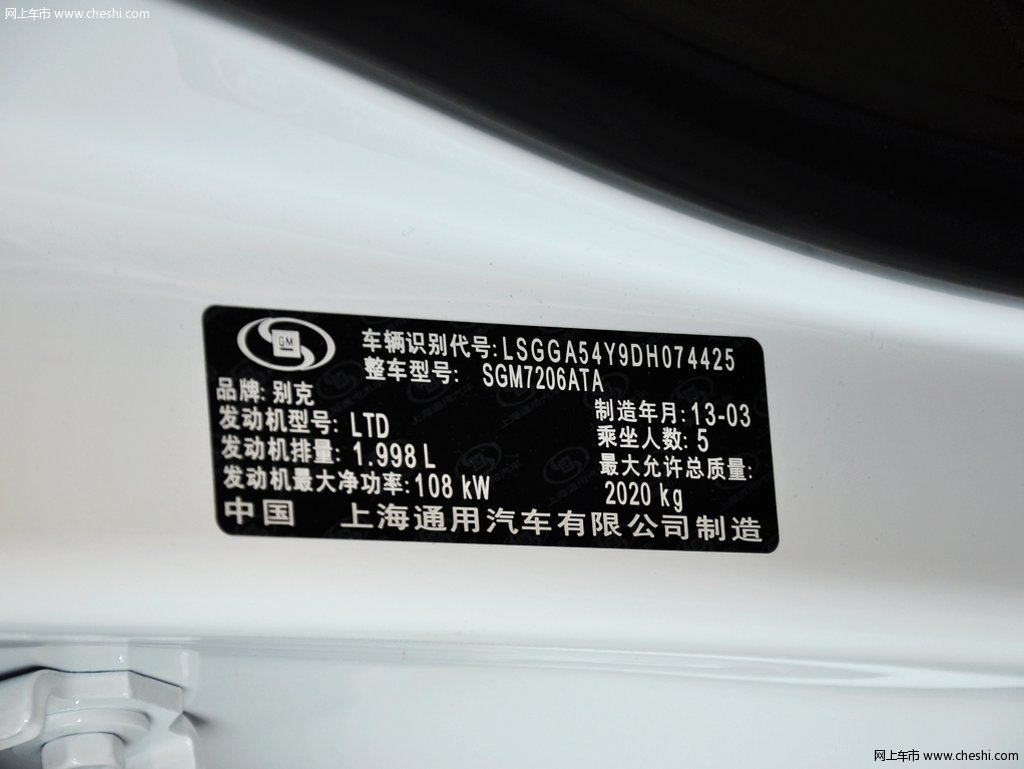 网上车市 www.cheshi.com
GM
车辆识别代号:LSGGA54Y9DH074425
整车型号: SGM7206ATA
品牌: 别克
制造年月:13-03
发动机型号: LTD
乘坐人数: 5
发动机排量: 1.998 L
最大允许总质量:
发动机最大净功率:108 kW
2020 kg
中国 上海通用汽车有限公司制造
网上车市 www.cheshi.com